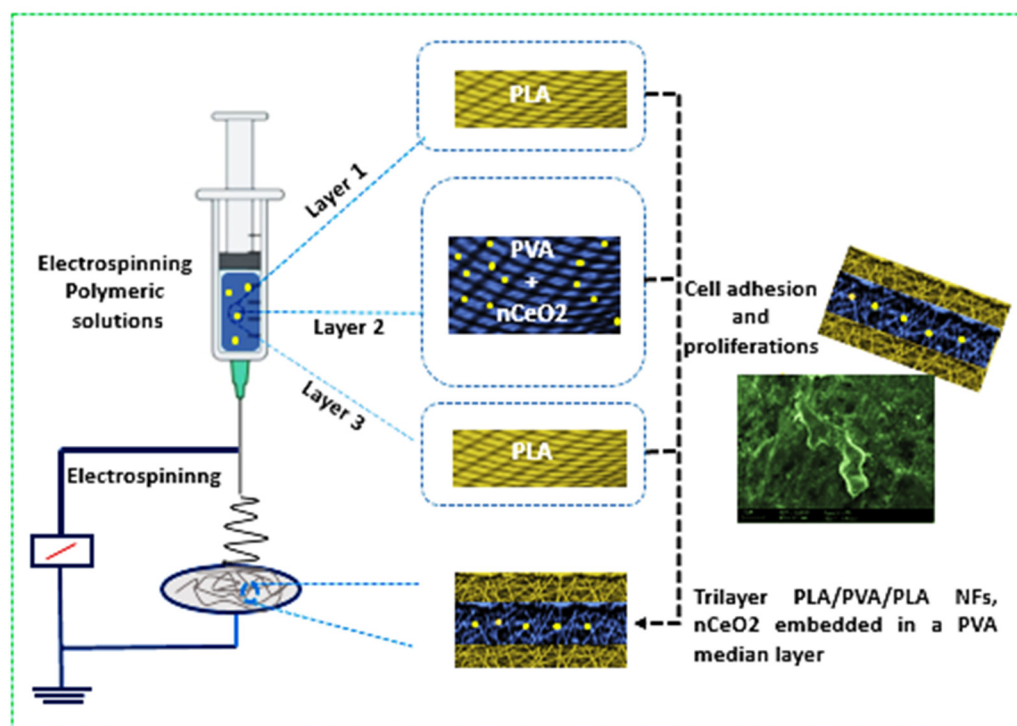 PLA
Layer 1
Electrospinning
Polymeric
solutions
PVA
+
nCeO2
Layer 2
Cell adhesion
and
proliferations
Layer 3
PLA
Electrospininng
Trilayer PLA/PVA/PLA NFs,
nCeO2 embedded in a PVA
median layer